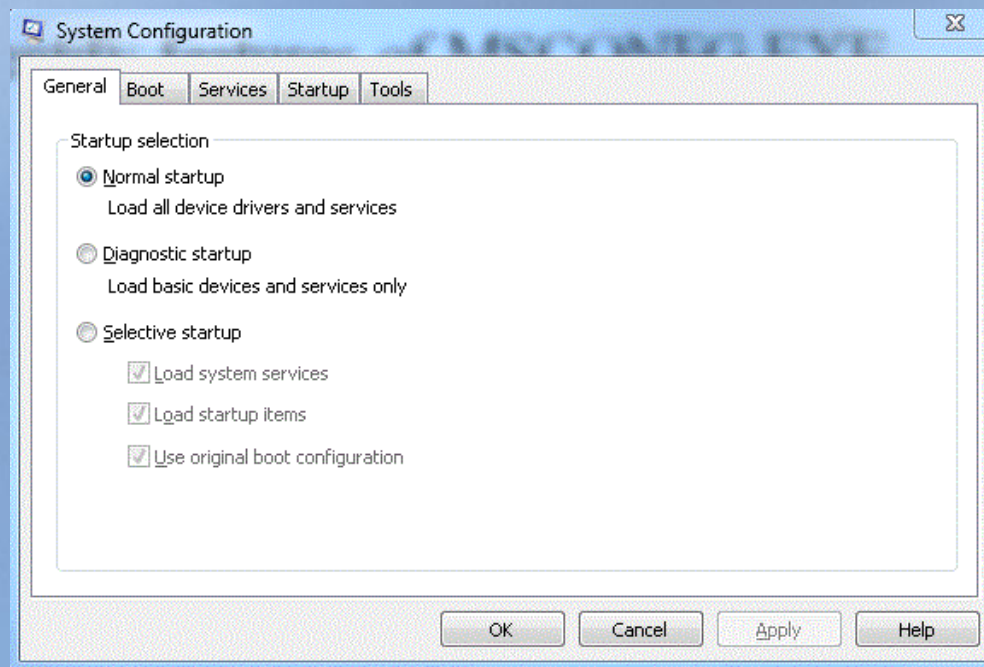 System Configuration
General Boot Services Startup Tools
Startup selection
Normal startup
Load all device drivers and services
Diagnostic startup
Load basic devices and services only
Selective startup
Load system services
Load startup items
Use original boot configuration
OK Cancel Apply Help